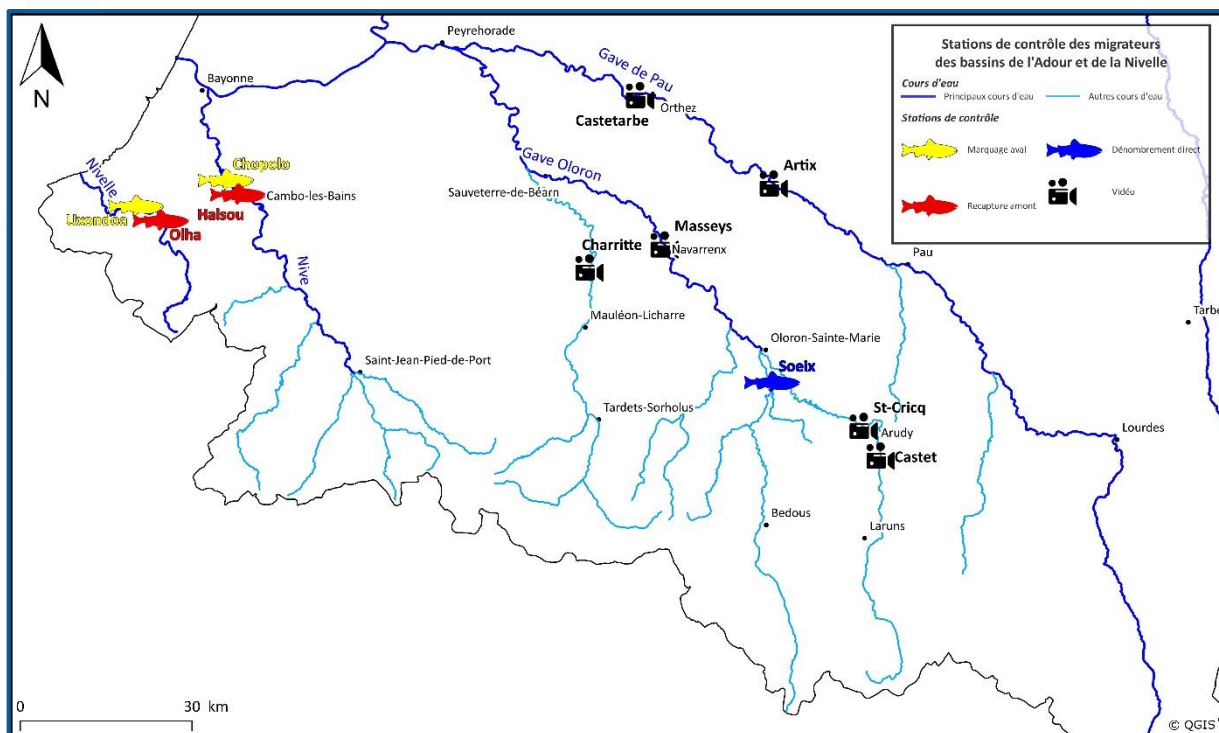 Stations de contrôle des migrateurs
des bassins de l'Adour et de la Nivelle
Cours d'eau
Principaux cours d'eau
Autres cours d'eau
Stations de contrôle
Marquage aval
Dénombrement direct
Recapture amont
Vidéu
Peyrehorade
Bayonne
Gave de Pau
Orthez
Castetarbe
Nivelle
Chopolo
Gave Oloron
Artix
Sauveterre-de-Béarn
Cambo-les-Bains
Uxondoa
Halsou
Olha
Masseys
Navarrenx
Charritte
Pau
Nive
Mauléon-Licharre
Tarbe
Oloron-Sainte-Marie
Saint-Jean-Pied-de-Port
Soeix
Tardets-Sorholus
St-Cricq
Arudy
Castet
Lourdes
Bedous
Laruns
N
0 30 km
© QGIS